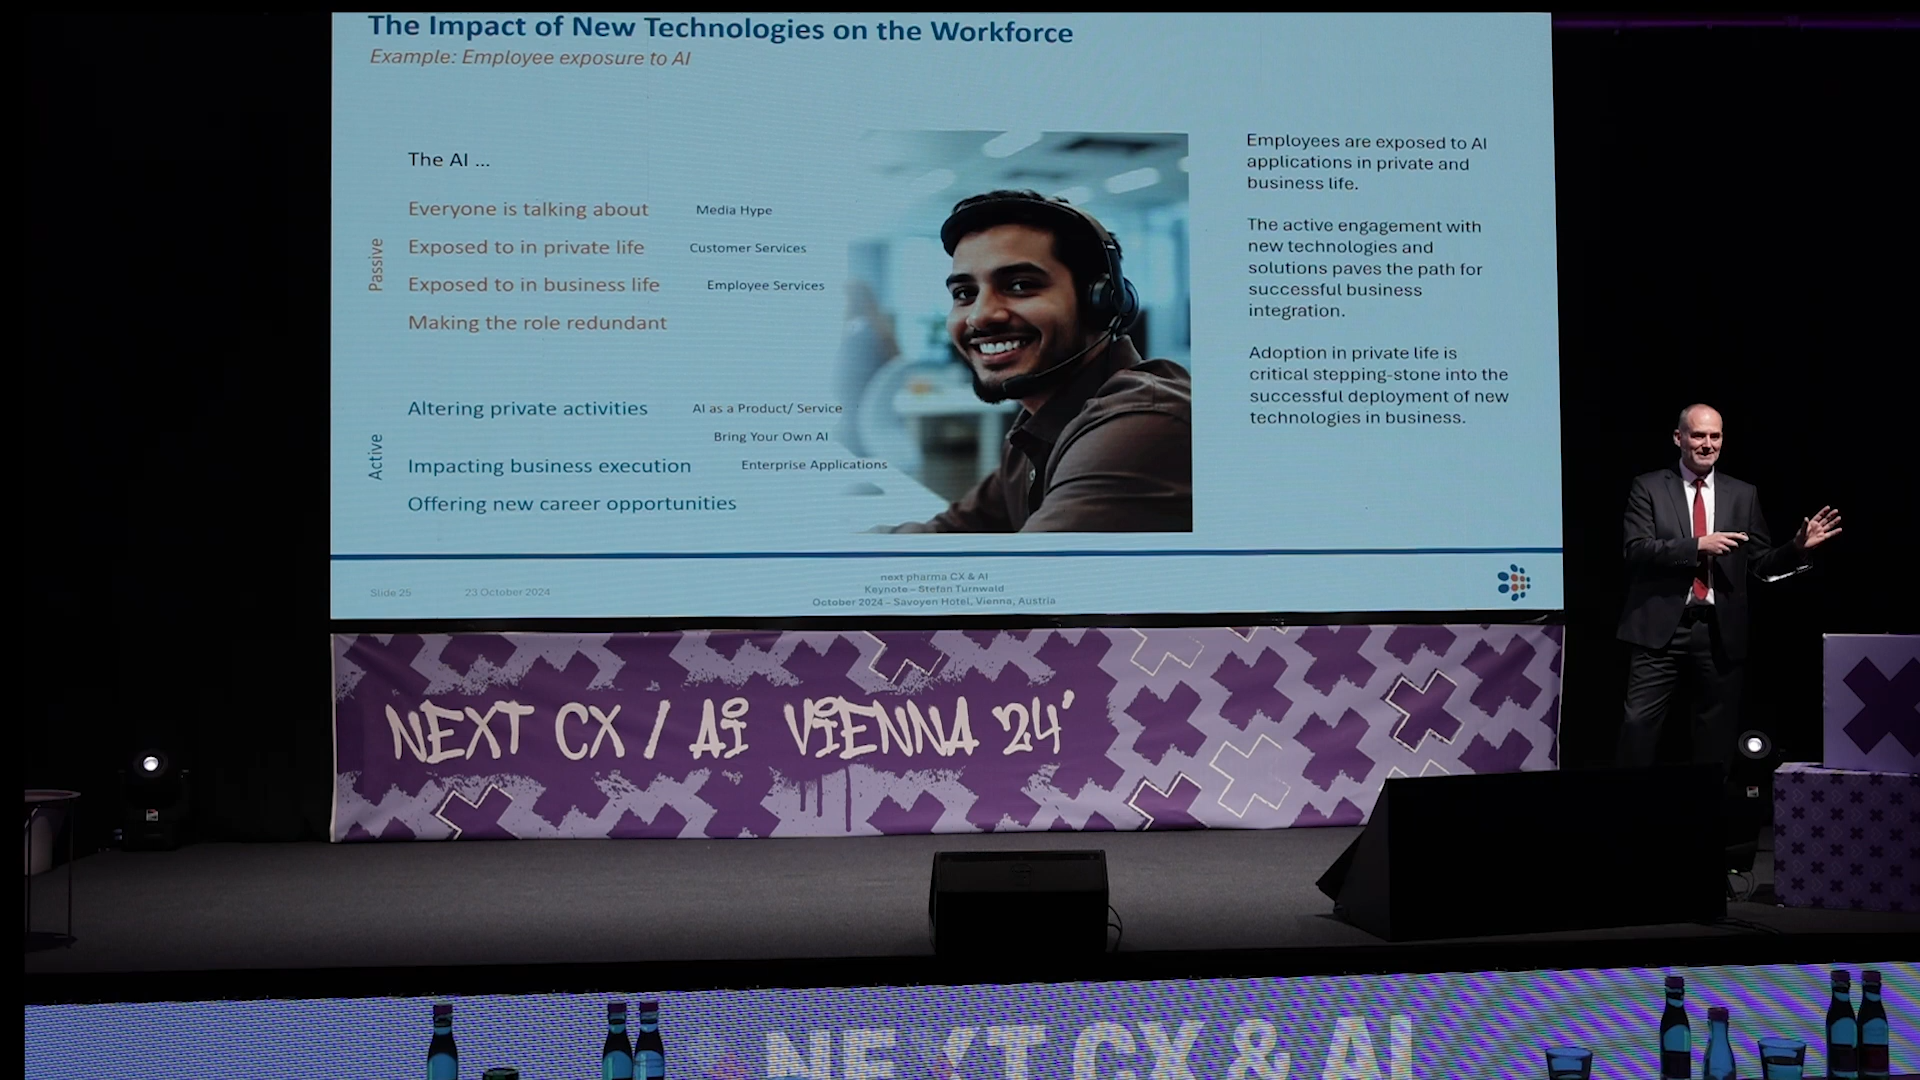 The Impact of New Technologies on the Workforce
Example: Employee exposure to AI
The AI ...
Passive
Everyone is talking about
Media Hype
Exposed to in private life
Customer Services
Exposed to in business life
Employee Services
Making the role redundant
Active
Altering private activities
AI as a Product/ Service
Bring Your Own AI
Impacting business execution
Enterprise Applications
Offering new career opportunities
Employees are exposed to AI
applications in private and
business life.
The active engagement with
new technologies and
solutions paves the path for
successful business
integration.
Adoption in private life is
critical stepping-stone into the
successful deployment of new
technologies in business.
Slide 25
23 October 2024
next pharma CX & AI
Keynote – Stefan Turnwald
October 2024 – Savoyen Hotel, Vienna, Austria
NEXT CX / Ai ViENNA '24'
NEXT CX & AI